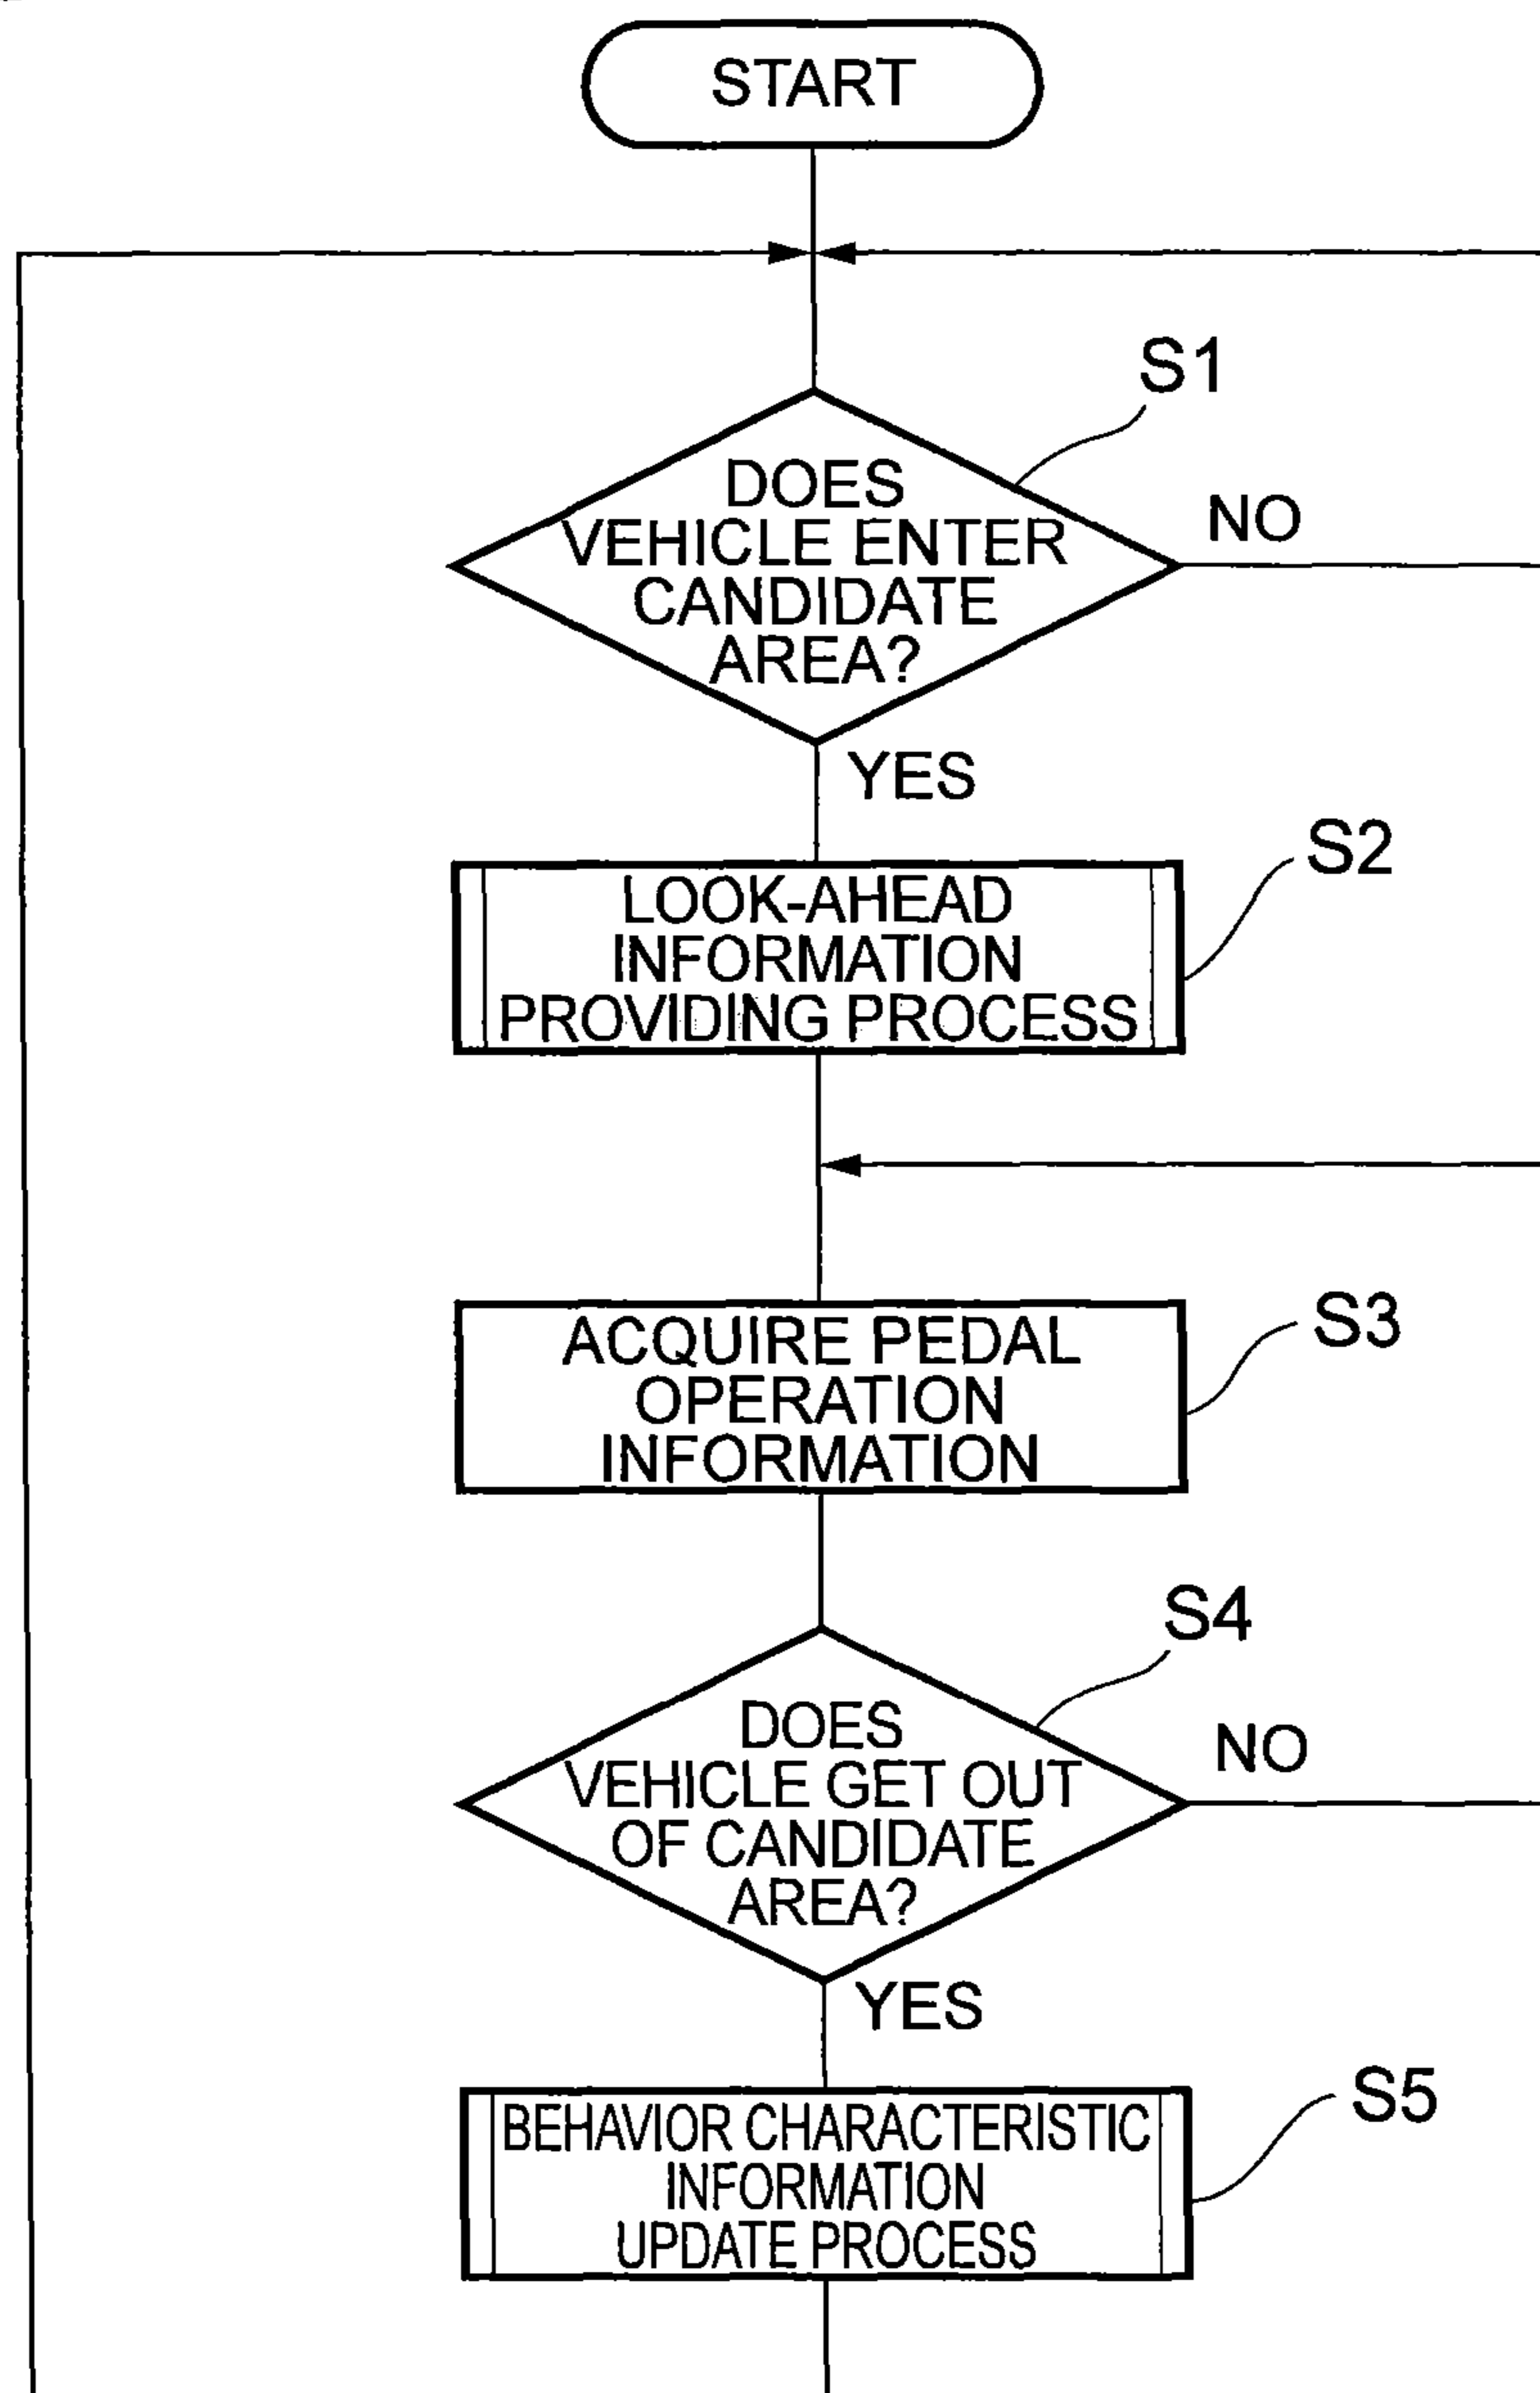 START
S1
DOES
VEHICLE ENTER
CANDIDATE
AREA?
NO
YES
S2
LOOK-AHEAD
INFORMATION
PROVIDING PROCESS
S3
ACQUIRE PEDAL
OPERATION
INFORMATION
S4
DOES
VEHICLE GET OUT
OF CANDIDATE
AREA?
NO
YES
S5
BEHAVIOR CHARACTERISTIC
INFORMATION
UPDATE PROCESS